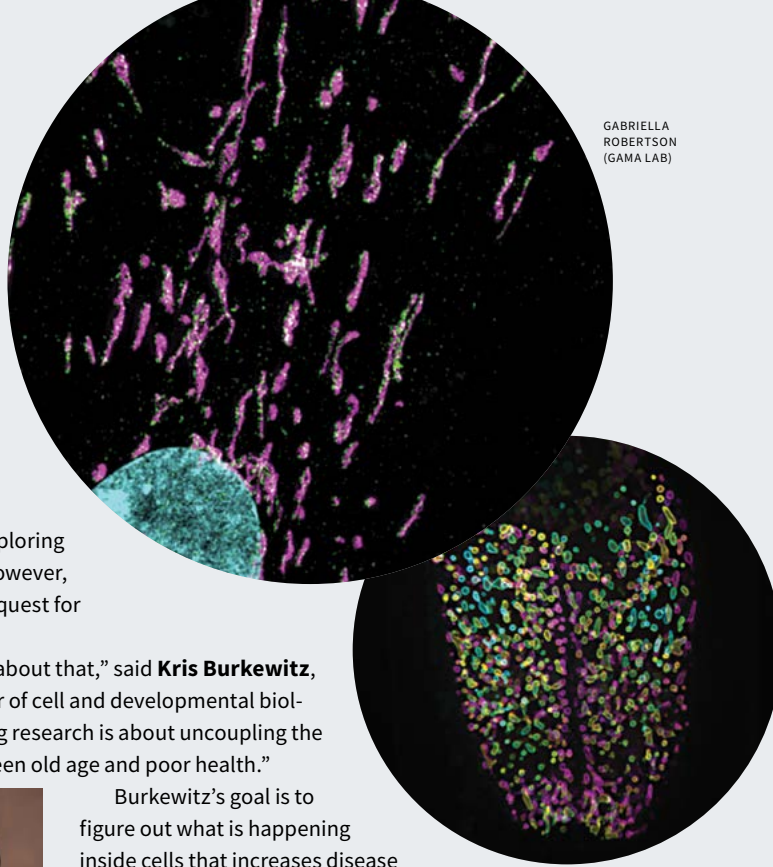 GABRIELLA
ROBERTSON
(GAMA LAB)
ploring
owever,
quest for
about that,” said Kris Burkewitz,
r of cell and developmental biol-
g research is about uncoupling the
een old age and poor health.”
Burkewitz’s goal is to
figure out what is happening
inside cells that increases disease